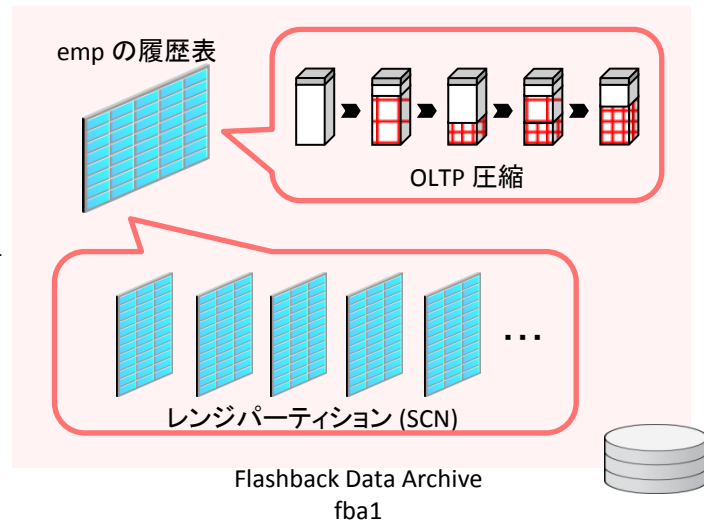 emp の履歴表
OLTP 圧縮
レンジパーティション (SCN)
...
Flashback Data Archive
fba1